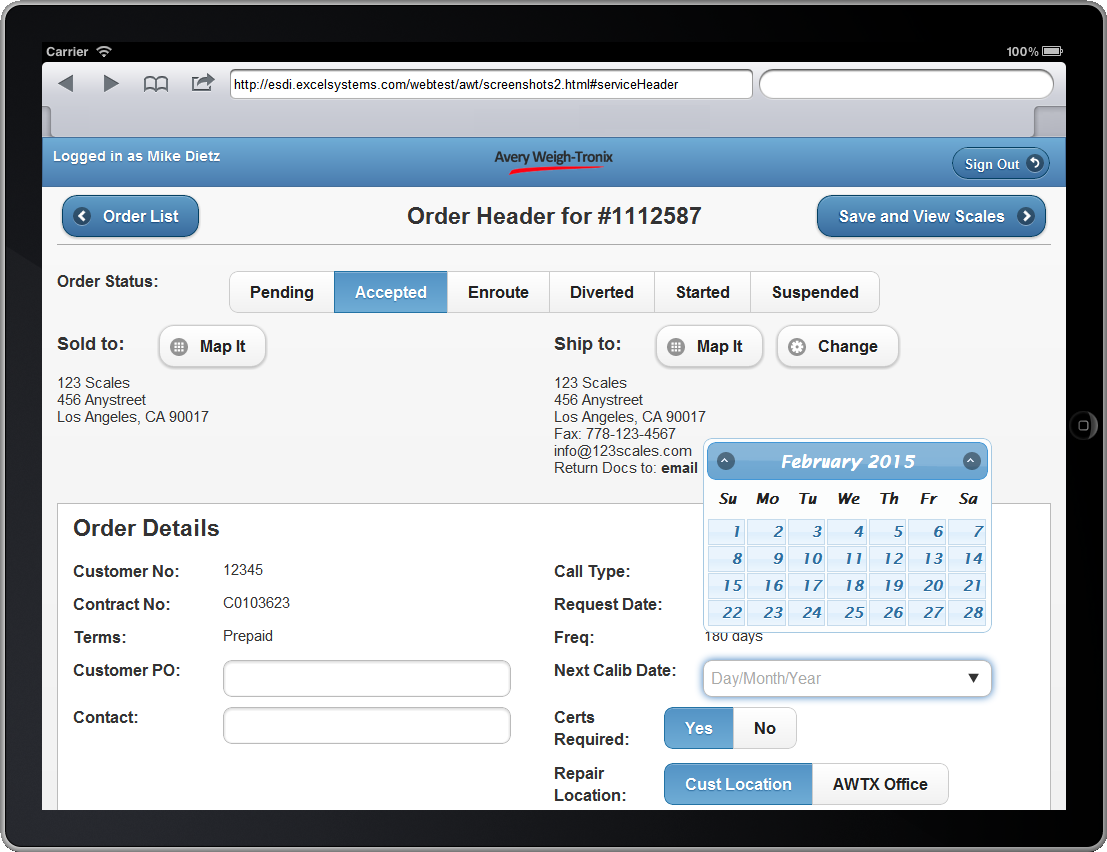 Carrier
100%
http://esdi.excelsystems.com/webtest/awt/screenshots2.html#serviceHeader
Logged in as Mike Dietz
Avery Weigh-Tronix
Sign Out
Order List
Order Header for #1112587
Save and View Scales
Order Status:
Pending
Accepted
Enroute
Diverted
Started
Suspended
Sold to:
Map It
123 Scales
456 Anystreet
Los Angeles, CA 90017
Ship to:
Map It
Change
123 Scales
456 Anystreet
Los Angeles, CA 90017
Fax: 778-123-4567
info@123scales.com
Return Docs to: email
February 2015
Su Mo Tu We Th Fr Sa
1 2 3 4 5 6 7
8 9 10 11 12 13 14
15 16 17 18 19 20 21
22 23 24 25 26 27 28
Order Details
Customer No: 12345
Contract No: C0103623
Terms: Prepaid
Customer PO:
Contact:
Call Type:
Request Date:
Freq: 180 days
Next Calib Date: Day/Month/Year
Certs
Required:
Yes
No
Repair
Location:
Cust Location
AWTX Office